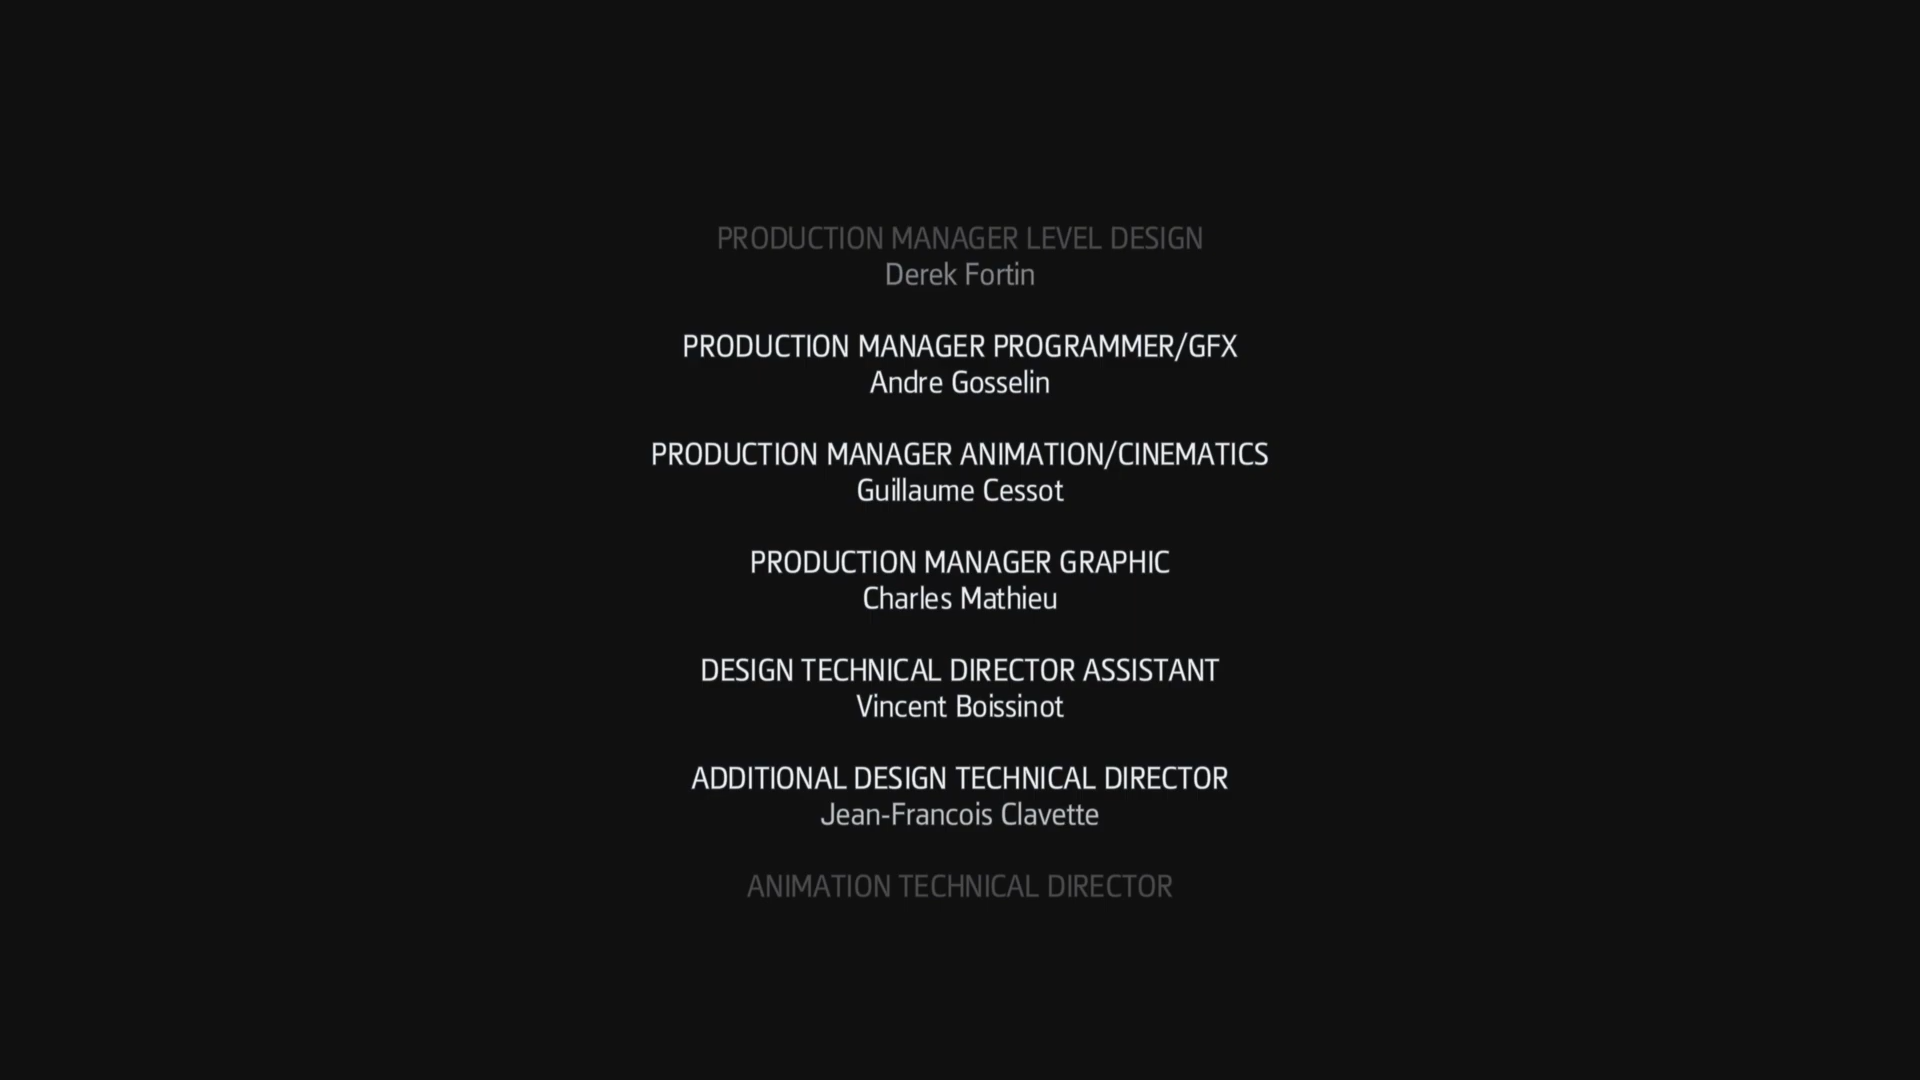 PRODUCTION MANAGER LEVEL DESIGN
Derek Fortin
PRODUCTION MANAGER PROGRAMMER/GFX
Andre Gosselin
PRODUCTION MANAGER ANIMATION/CINEMATICS
Guillaume Cessot
PRODUCTION MANAGER GRAPHIC
Charles Mathieu
DESIGN TECHNICAL DIRECTOR ASSISTANT
Vincent Boissinot
ADDITIONAL DESIGN TECHNICAL DIRECTOR
Jean-Francois Clavette
ANIMATION TECHNICAL DIRECTOR